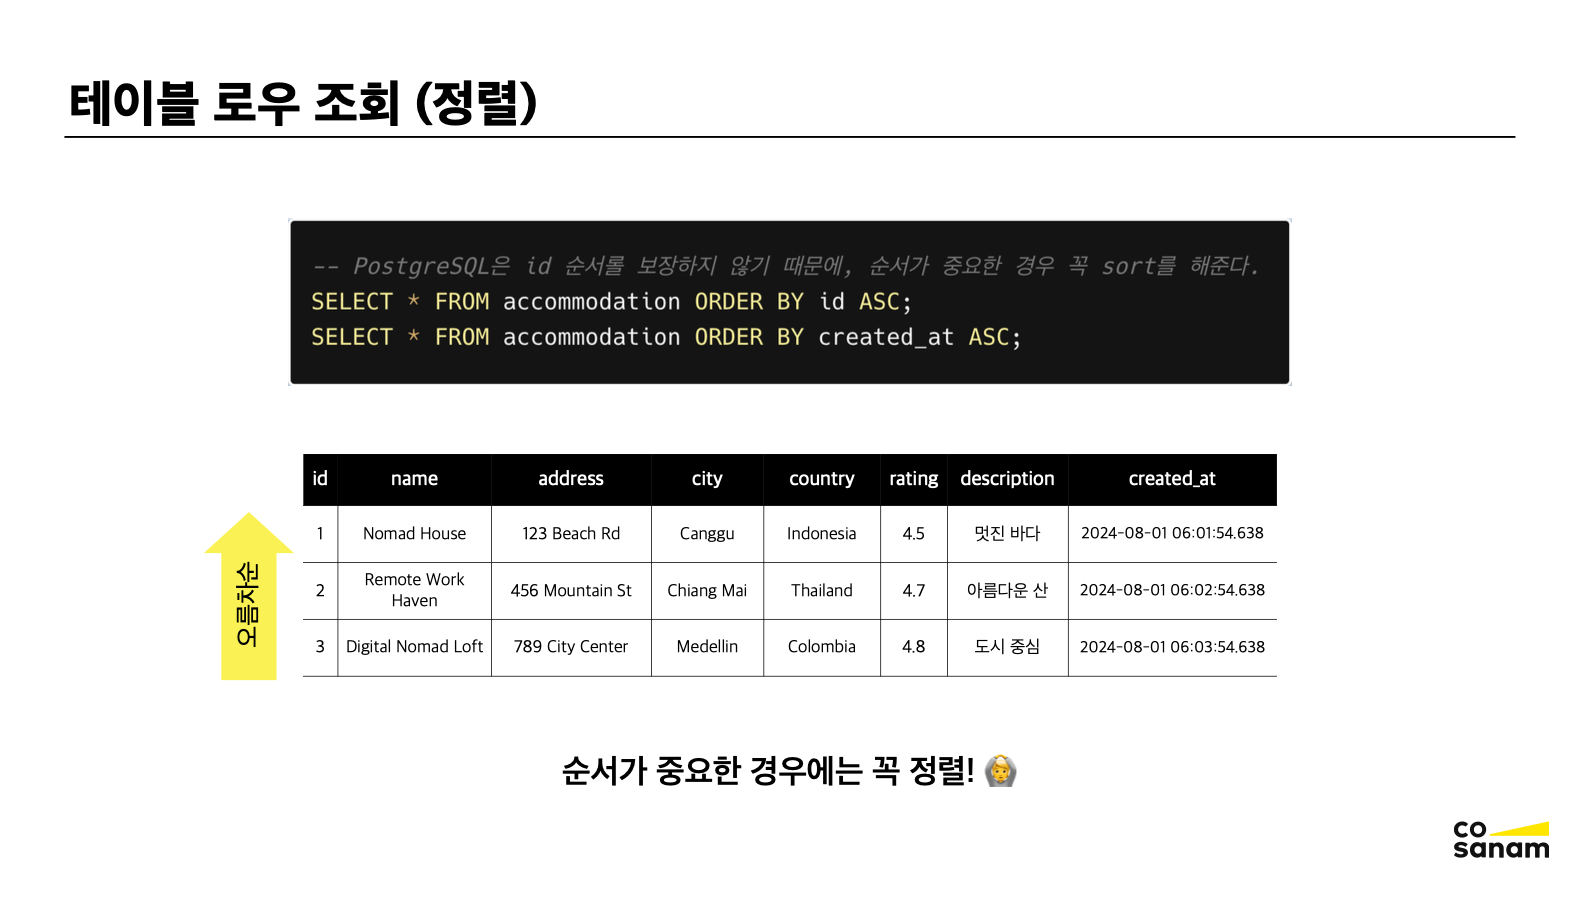 테이블 로우 조회 (정렬)
-- PostgreSQL은 id 순서롤 보장하지 않기 때문에, 순서가 중요한 경우 꼭 sort를 해준다.
SELECT * FROM accommodation ORDER BY id ASC;
SELECT * FROM accommodation ORDER BY created_at ASC;
id name address city country rating description created_at
1 Nomad House 123 Beach Rd Canggu Indonesia 4.5 멋진 바다 2024-08-01 06:01:54.638
2 Remote Work Haven 456 Mountain St Chiang Mai Thailand 4.7 아름다운 산 2024-08-01 06:02:54.638
3 Digital Nomad Loft 789 City Center Medellin Colombia 4.8 도시 중심 2024-08-01 06:03:54.638
오름차순
순서가 중요한 경우에는 꼭 정렬! 🙆
co
sanam